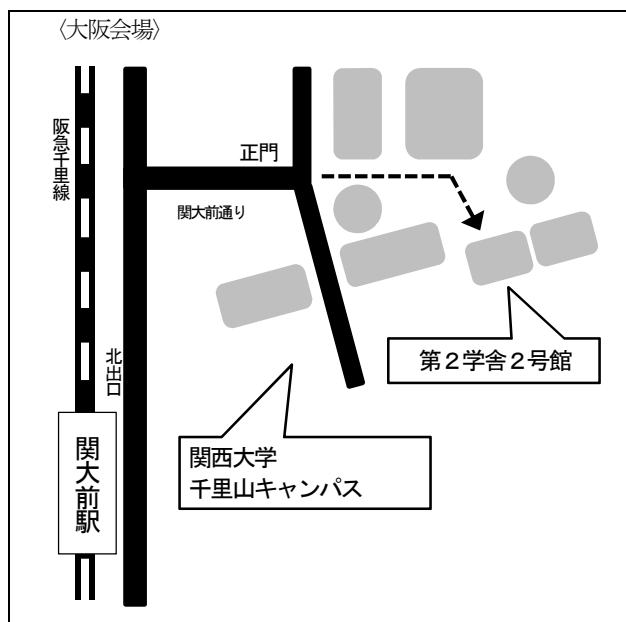 〈大阪会場〉
阪急千里線
正門
関大前通り
北出口
第２学舎２号館
関大前駅
関西大学
千里山キャンパス